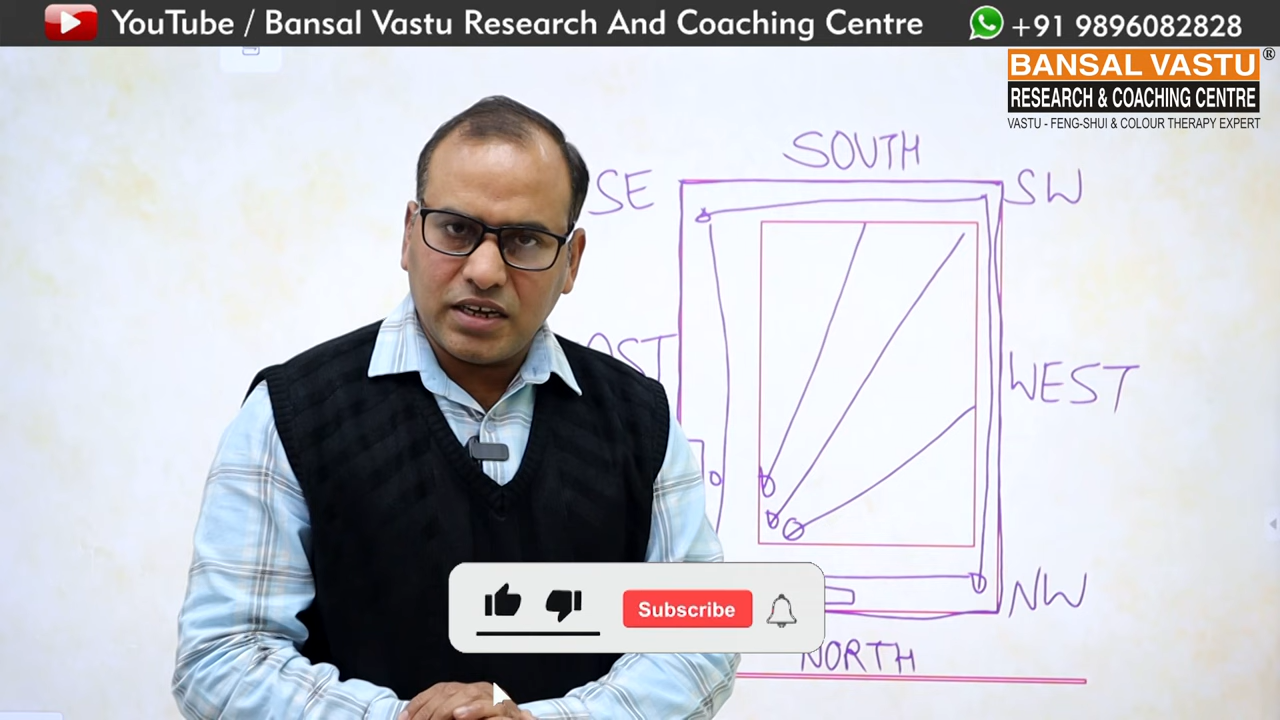 YouTube / Bansal Vastu Research And Coaching Centre
+91 9896082828
BANSAL VASTU®
RESEARCH & COACHING CENTRE
VASTU - FENG-SHUI & COLOUR THERAPY EXPERT
SOUTH
SE
SW
WEST
NW
Subscribe
NORTH